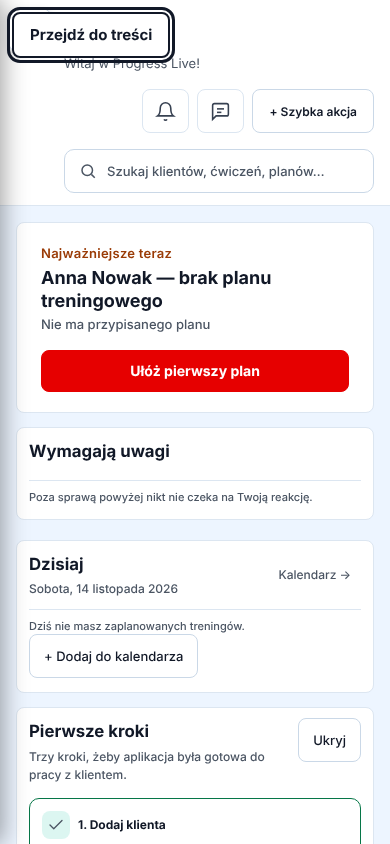 Przejdź do treści
Witaj w Progress Live!
+ Szybka akcja
Szukaj klientów, ćwiczeń, planów...
Najważniejsze teraz
Anna Nowak — brak planu
treningowego
Nie ma przypisanego planu
Ułóż pierwszy plan
Wymagają uwagi
Poza sprawą powyżej nikt nie czeka na Twoją reakcję.
Dzisiaj
Sobota, 14 listopada 2026
Kalendarz →
Dziś nie masz zaplanowanych treningów.
+ Dodaj do kalendarza
Pierwsze kroki
Trzy kroki, żeby aplikacja była gotowa do
pracy z klientem.
Ukryj
1. Dodaj klienta